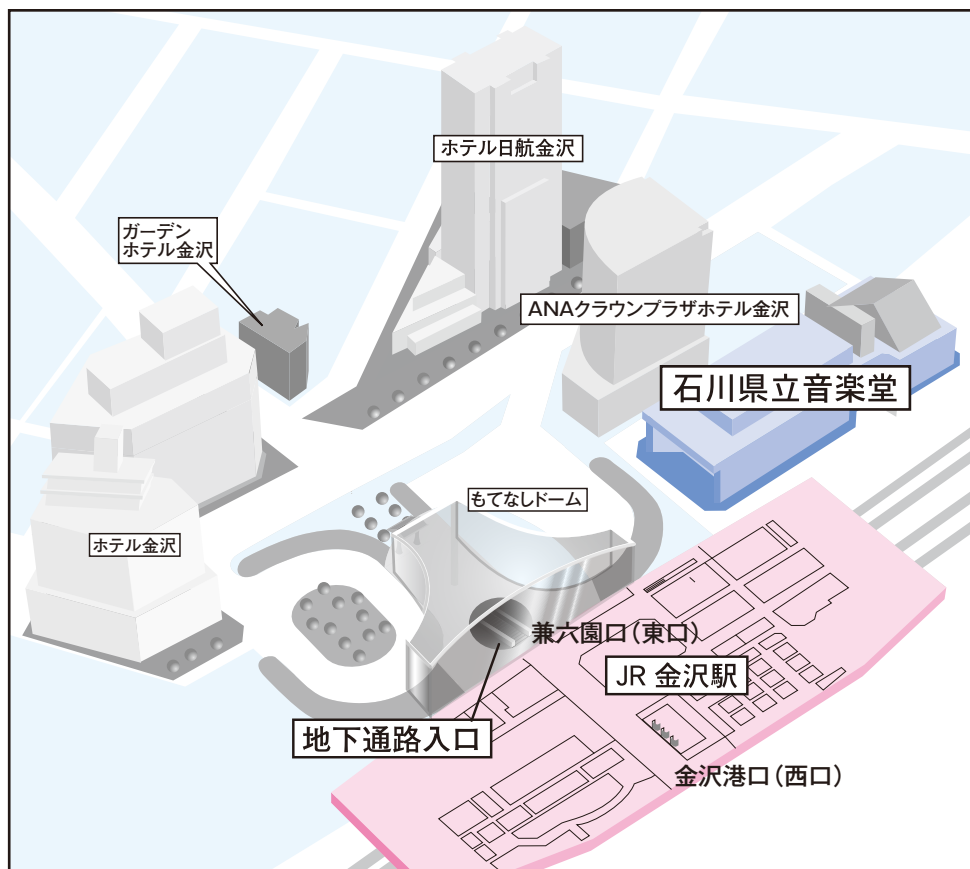 ホテル日航金沢
ガーデン
ホテル金沢
ANAクラウンプラザホテル金沢
石川県立音楽堂
もてなしドーム
ホテル金沢
兼六園口(東口)
JR 金沢駅
地下通路入口
金沢港口(西口)